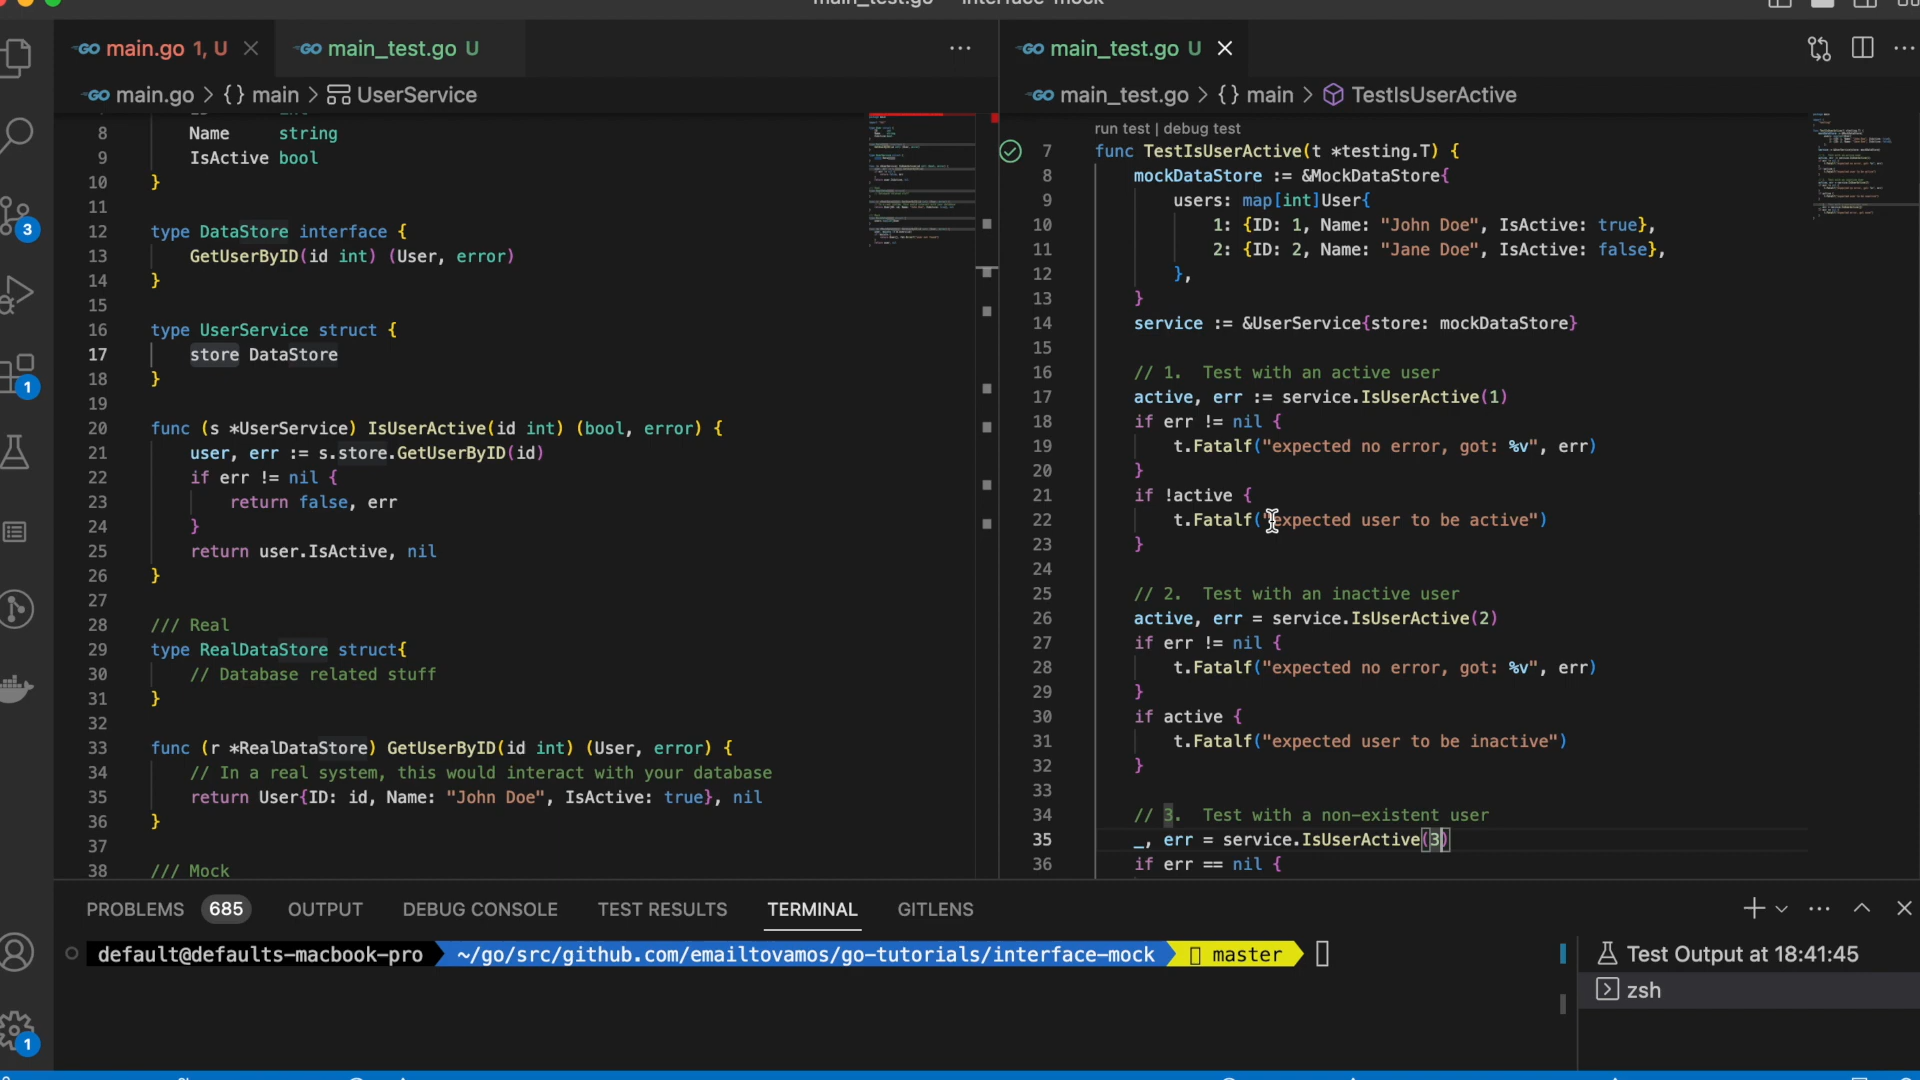 main.go 1, U
main_test.go U
main.go > {} main > UserService
8 Name string
9 IsActive bool
10 }
11
12 type DataStore interface {
13 GetUserByID(id int) (User, error)
14 }
15
16 type UserService struct {
17 store DataStore
18 }
19
20 func (s *UserService) IsUserActive(id int) (bool, error) {
21 user, err := s.store.GetUserByID(id)
22 if err != nil {
23 return false, err
24 }
25 return user.IsActive, nil
26 }
27
28 /// Real
29 type RealDataStore struct{
30 // Database related stuff
31 }
32
33 func (r *RealDataStore) GetUserByID(id int) (User, error) {
34 // In a real system, this would interact with your database
35 return User{ID: id, Name: "John Doe", IsActive: true}, nil
36 }
37
38 /// Mock
main_test.go U
main_test.go > {} main > TestIsUserActive
run test | debug test
7 func TestIsUserActive(t *testing.T) {
8 mockDataStore := &MockDataStore{
9 users: map[int]User{
10 1: {ID: 1, Name: "John Doe", IsActive: true},
11 2: {ID: 2, Name: "Jane Doe", IsActive: false},
12 },
13 }
14 service := &UserService{store: mockDataStore}
15
16 // 1. Test with an active user
17 active, err := service.IsUserActive(1)
18 if err != nil {
19 t.Fatalf("expected no error, got: %v", err)
20 }
21 if !active {
22 t.Fatalf("expected user to be active")
23 }
24
25 // 2. Test with an inactive user
26 active, err = service.IsUserActive(2)
27 if err != nil {
28 t.Fatalf("expected no error, got: %v", err)
29 }
30 if active {
31 t.Fatalf("expected user to be inactive")
32 }
33
34 // 3. Test with a non-existent user
35 _, err = service.IsUserActive(3)
36 if err == nil {
3
1
1
PROBLEMS 685 OUTPUT DEBUG CONSOLE TEST RESULTS TERMINAL GITLENS
default@defaults-macbook-pro ~/go/src/github.com/emailtovamos/go-tutorials/interface-mock master
Test Output at 18:41:45
zsh